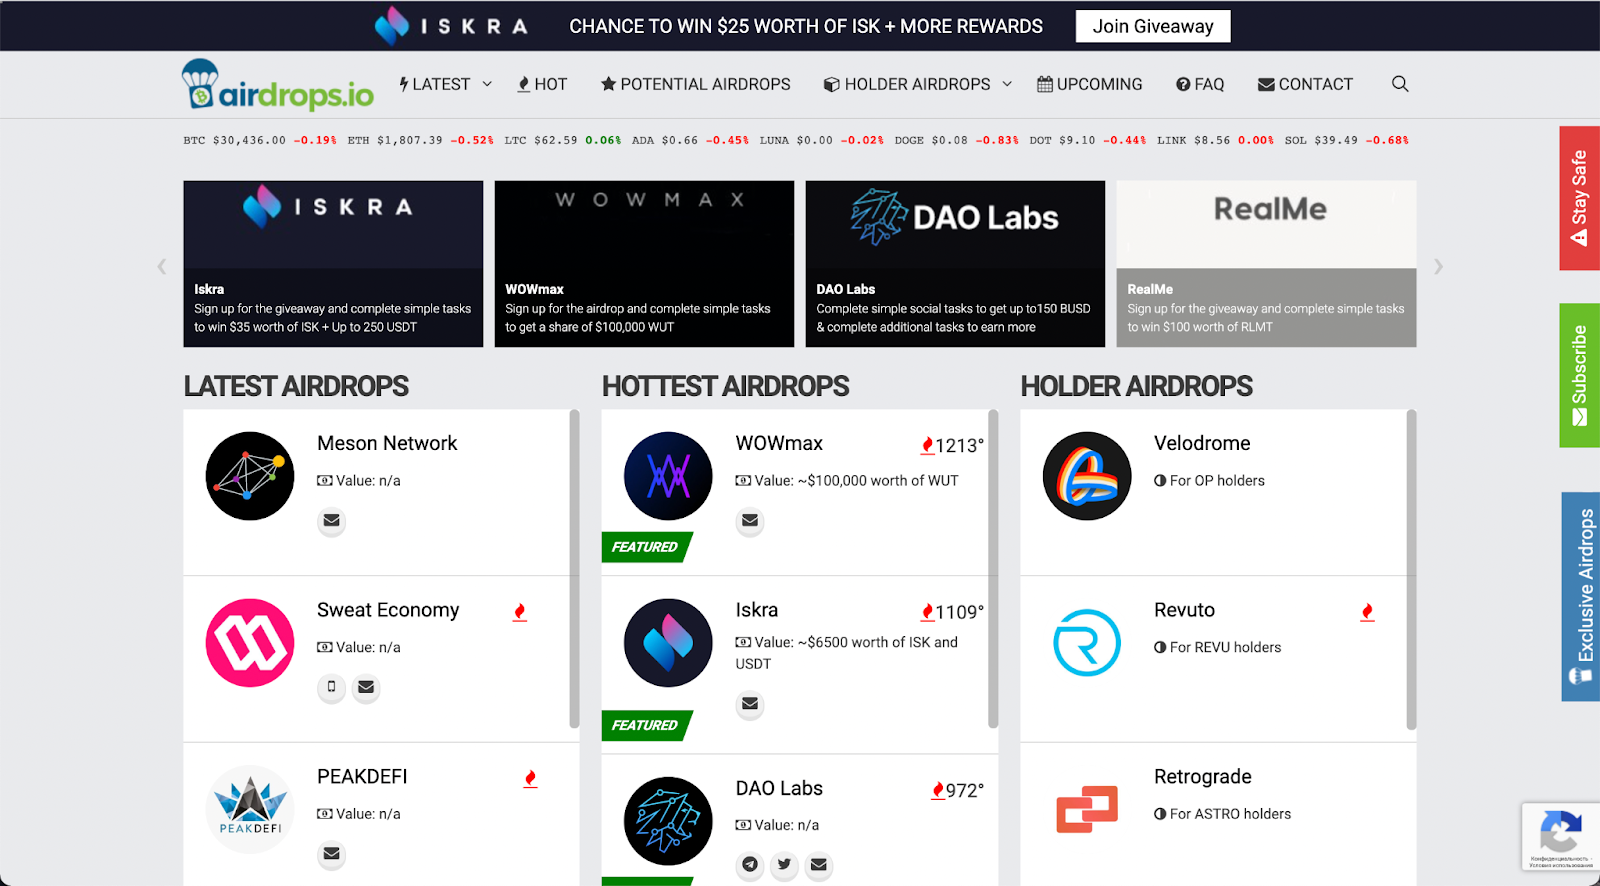 ISKRA CHANCE TO WIN $25 WORTH OF ISK + MORE REWARDS Join Giveaway
airdrops.io LATEST HOT POTENTIAL AIRDROPS HOLDER AIRDROPS UPCOMING FAQ CONTACT
BTC $30,436.00 -0.19% ETH $1,807.39 -0.52% LTC $62.59 0.06% ADA $0.66 -0.45% LUNA $0.00 -0.02% DOGE $0.08 -0.83% DOT $9.10 -0.44% LINK $8.56 0.00% SOL $39.49 -0.68%
ISKRA
Iskra
Sign up for the giveaway and complete simple tasks
to win $35 worth of ISK + Up to 250 USDT
WOWMAX
WOWmax
Sign up for the airdrop and complete simple tasks
to get a share of $100,000 WUT
DAO Labs
DAO Labs
Complete simple social tasks to get up to150 BUSD
& complete additional tasks to earn more
RealMe
RealMe
Sign up for the giveaway and complete simple tasks
to win $100 worth of RLMT
LATEST AIRDROPS
Meson Network
Value: n/a
Sweat Economy
Value: n/a
PEAKDEFI
PEAKDEFI
Value: n/a
HOTTEST AIRDROPS
WOWmax 1213°
Value: ~$100,000 worth of WUT
FEATURED
Iskra 1109°
Value: ~$6500 worth of ISK and
USDT
FEATURED
DAO Labs 972°
Value: n/a
HOLDER AIRDROPS
Velodrome
For OP holders
Revuto
For REVU holders
Retrograde
For ASTRO holders
Stay Safe
Subscribe
Exclusive Airdrops
Конфиденциальность -
Условия использования